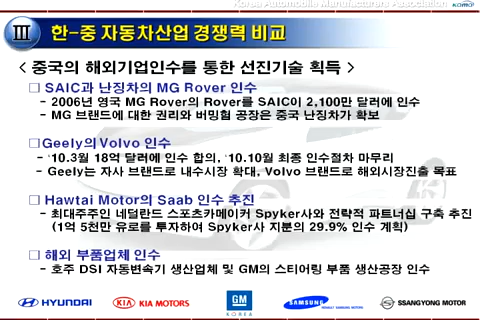 Korea Automobile Manufacturers Association KAMA
Ⅲ 한-중 자동차산업 경쟁력 비교
< 중국의 해외기업인수를 통한 선진기술 획득 >
□ SAIC과 난징차의 MG Rover 인수
- 2006년 영국 MG Rover의 Rover를 SAIC이 2,100만 달러에 인수
- MG 브랜드에 대한 권리와 버밍험 공장은 중국 난징차가 확보
□Geely의 Volvo 인수
- '10.3월 18억 달러에 인수 합의, '10.10월 최종 인수절차 마무리
- Geely는 자사 브랜드로 내수시장 확대, Volvo 브랜드로 해외시장진출 목표
□ Hawtai Motor의 Saab 인수 추진
- 최대주주인 네덜란드 스포츠카메이커 Spyker사와 전략적 파트너십 구축 추진
(1억 5천만 유로를 투자하여 Spyker사 지분의 29.9% 인수 계획)
□ 해외 부품업체 인수
- 호주 DSI 자동변속기 생산업체 및 GM의 스티어링 부품 생산공장 인수
HYUNDAI KIA KIA MOTORS GM KOREA SAMSUNG RENAULT SAMSUNG MOTORS SSANGYONG MOTOR